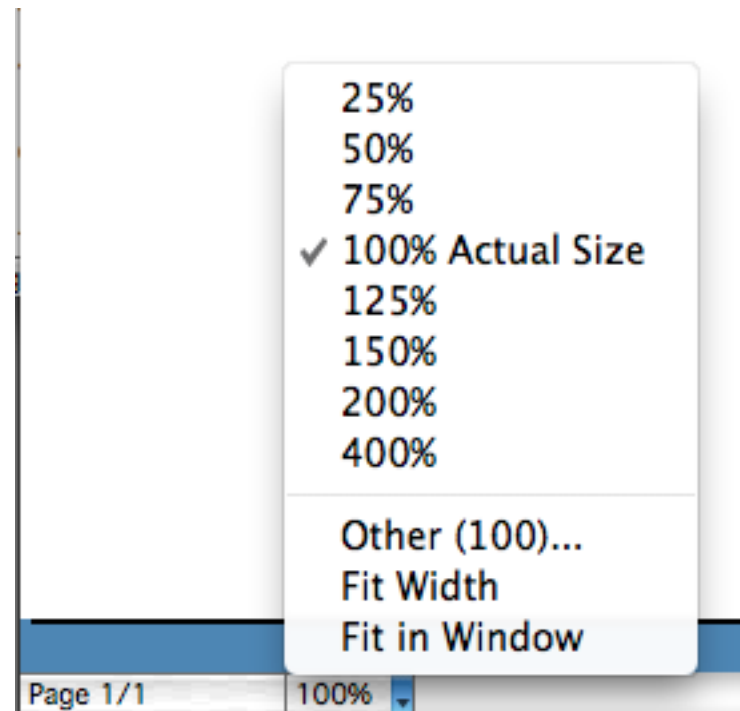 25%
50%
75%
✓ 100% Actual Size
125%
150%
200%
400%
Other (100)...
Fit Width
Fit in Window
Page 1/1
100%